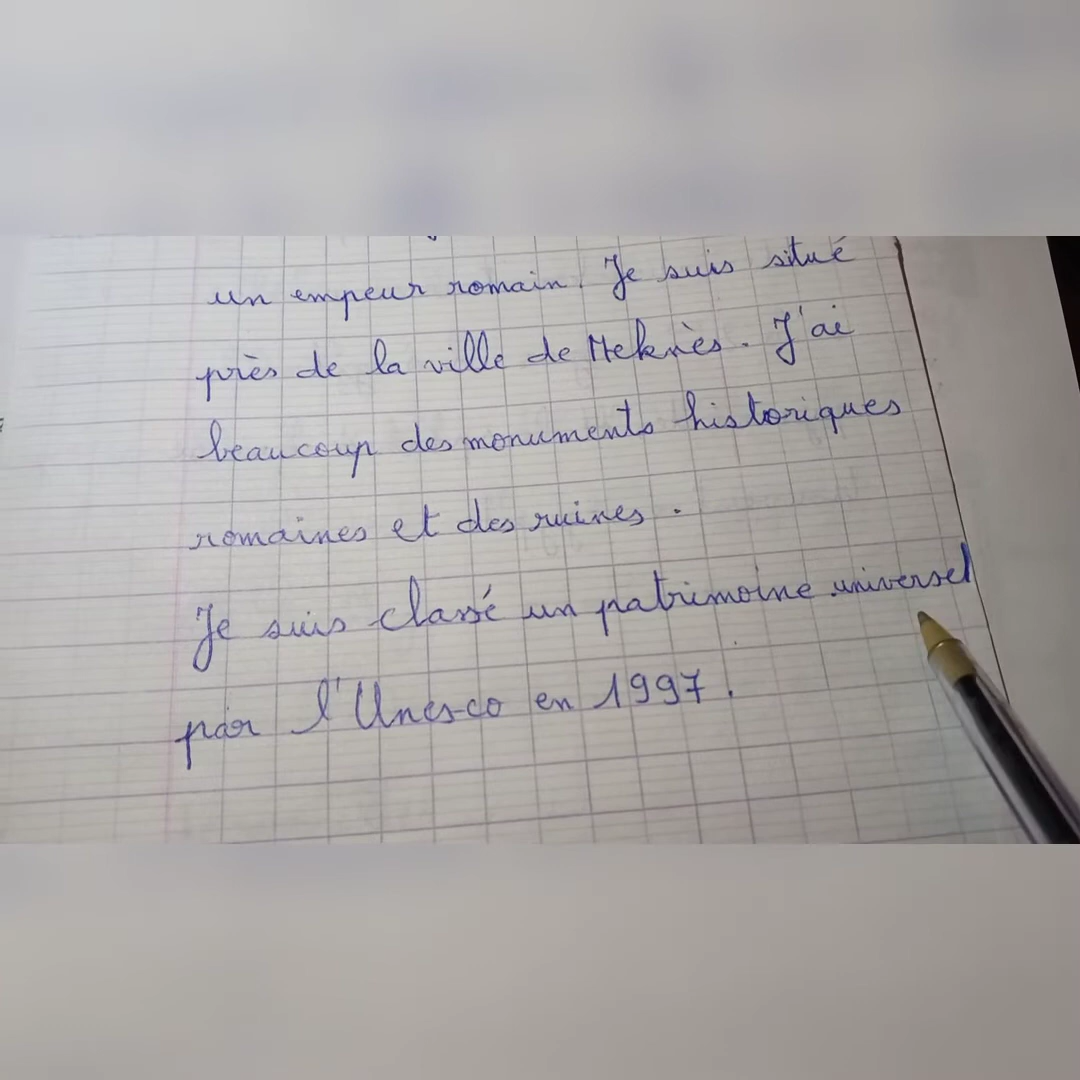 un empeur romain. Je suis situé
près de la ville de Meknès. J'ai
beaucoup des monuments historiques
romaines et des ruines.
Je suis classé un patrimoine universel
par l'Unesco en 1997.